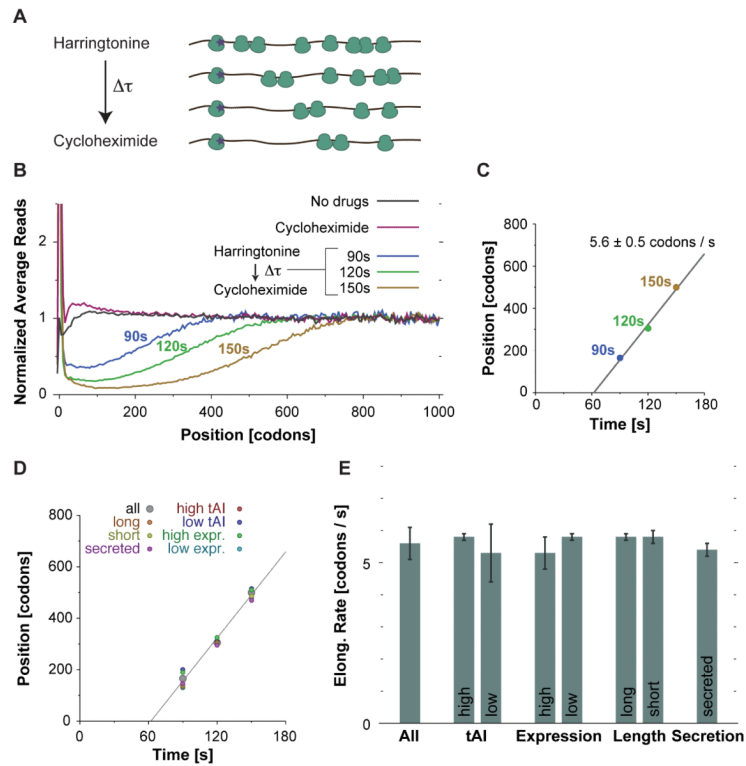 A
Harringtonine
Δτ
Cycloheximide
B
Normalized Average Reads
2
1
0
No drugs
Cycloheximide
Harringtonine
Δτ
Cycloheximide
90s
120s
150s
90s
120s
150s
0 200 400 600 800 1000
Position [codons]
C
Position [codons]
800
600
400
200
0
5.6 ± 0.5 codons / s
150s
120s
90s
0 60 120 180
Time [s]
D
Position [codons]
800
600
400
200
0
all high tAI
long low tAI
short high expr.
secreted low expr.
0 60 120 180
Time [s]
E
Elong. Rate [codons / s]
5
0
high low high low long short secreted
All tAI Expression Length Secretion